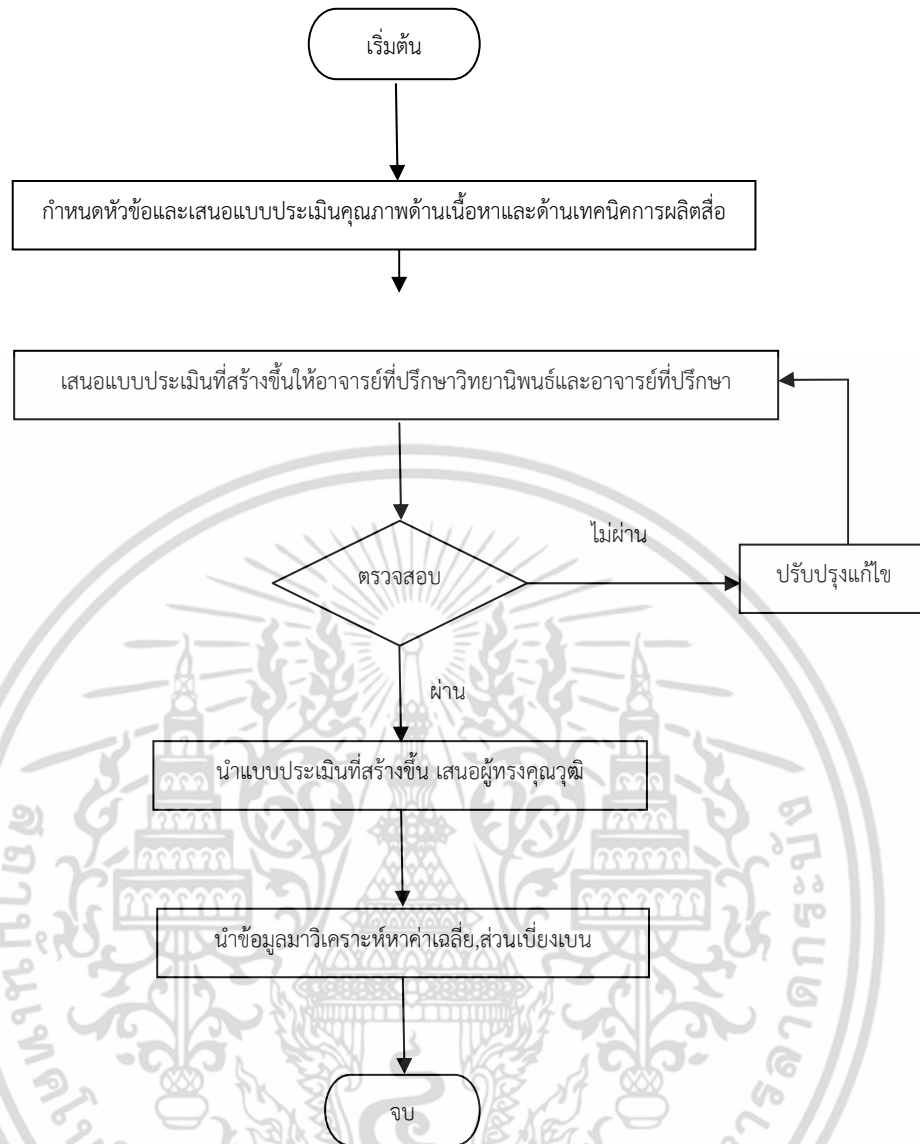 เริ่มต้น
กำหนดหัวข้อและเสนอแบบประเมินคุณภาพด้านเนื้อหาและด้านเทคนิคการผลิตสื่อ
เสนอแบบประเมินที่สร้างขึ้นให้อาจารย์ที่ปรึกษาวิทยานิพนธ์และอาจารย์ที่ปรึกษา
ไม่ผ่าน
ตรวจสอบ
ปรับปรุงแก้ไข
ผ่าน
นำแบบประเมินที่สร้างขึ้น เสนอผู้ทรงคุณวุฒิ
นำข้อมูลมาวิเคราะห์หาค่าเฉลี่ย,ส่วนเบี่ยงเบน
จบ